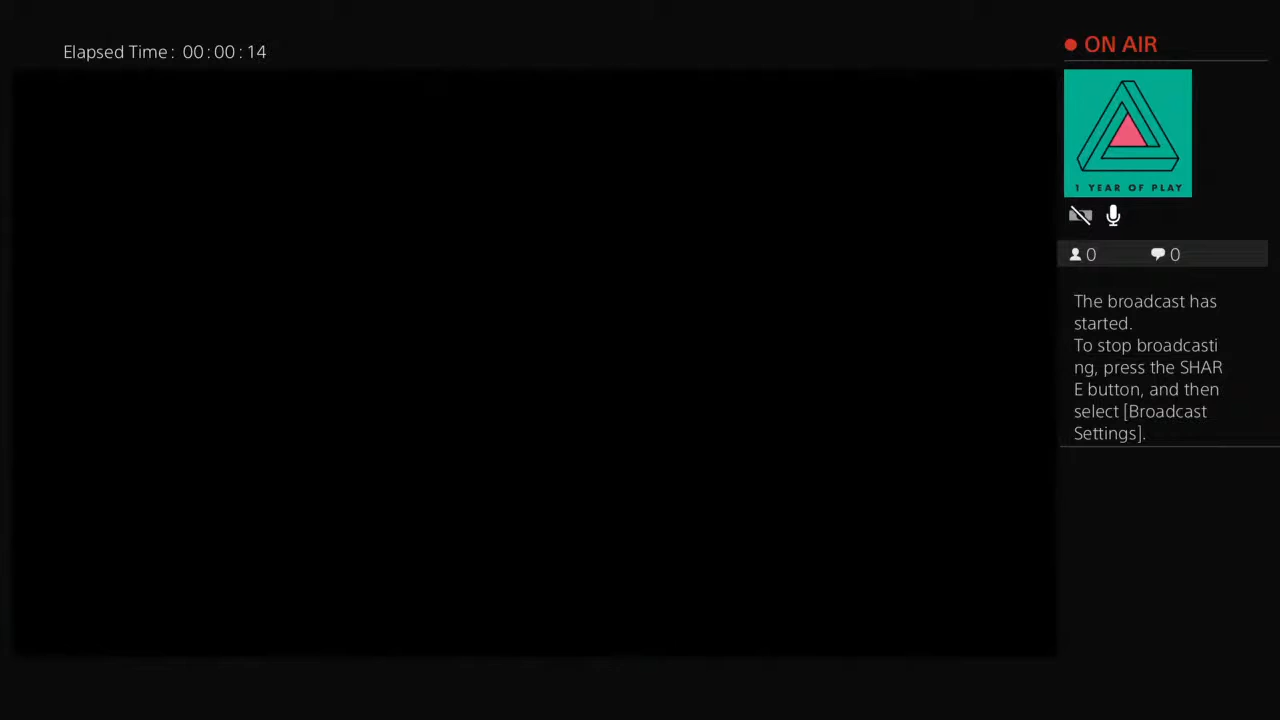 Elapsed Time: 00:00:14
ON AIR
1 YEAR OF PLAY
0 0
The broadcast has
started.
To stop broadcasti
ng, press the SHAR
E button, and then
select [Broadcast
Settings].